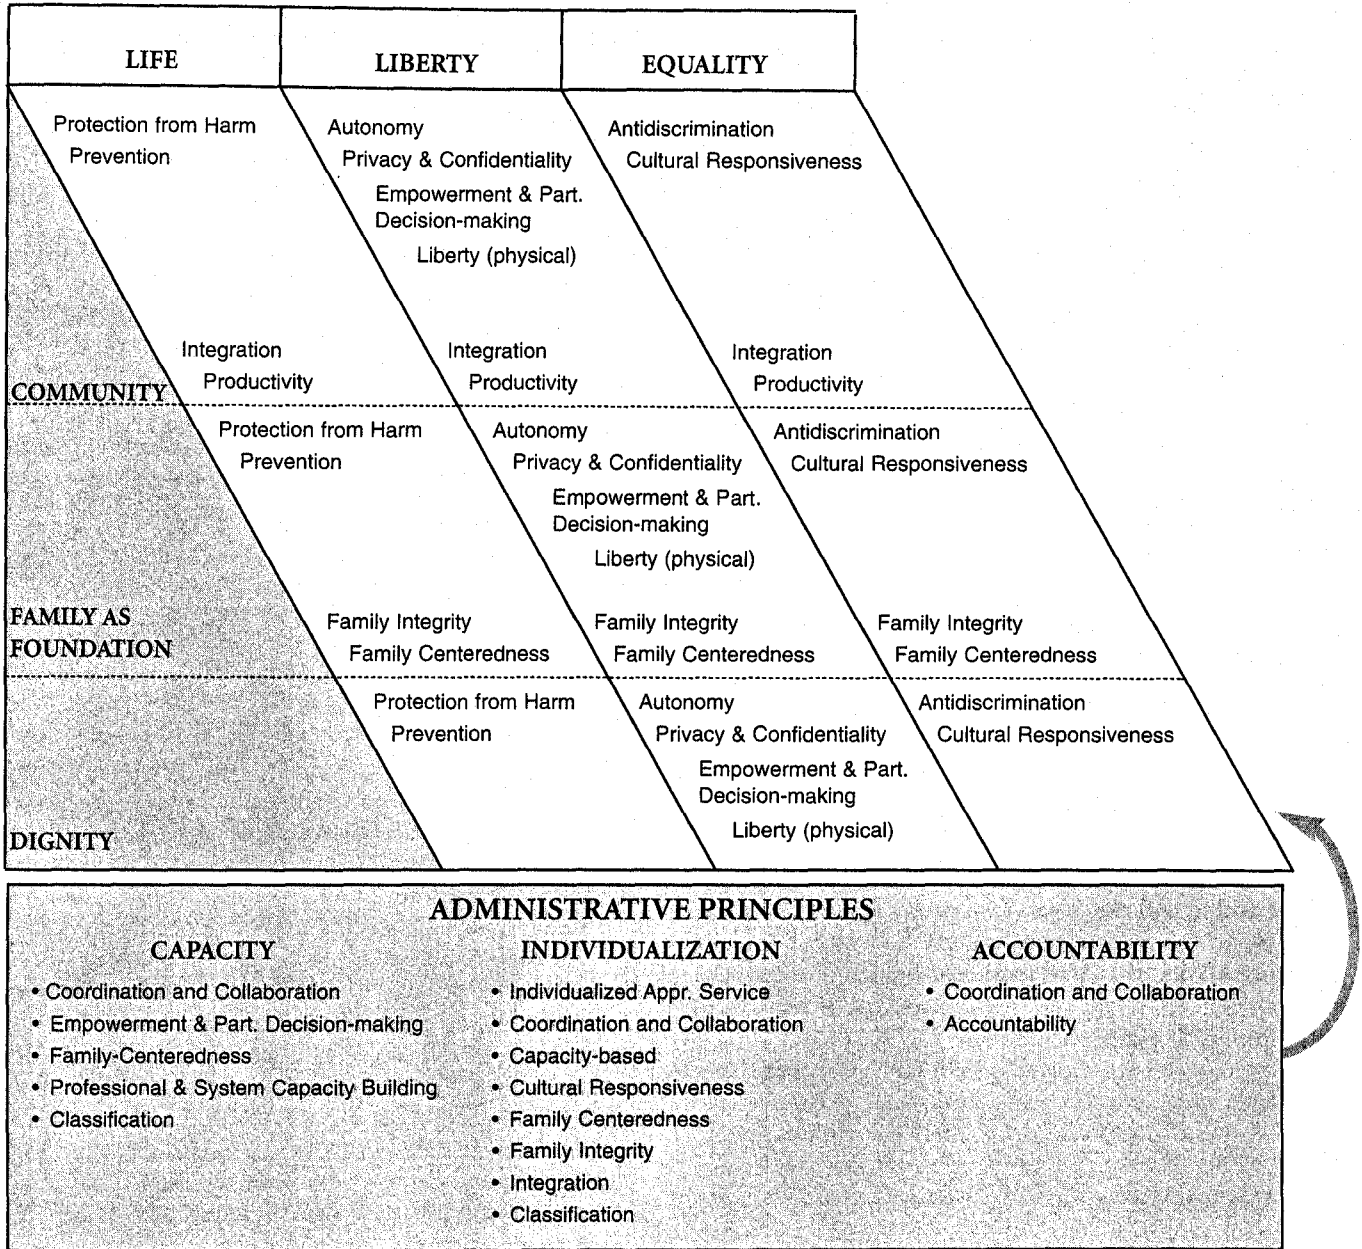 LIFE LIBERTY EQUALITY
Protection from Harm Autonomy Antidiscrimination
Prevention Privacy & Confidentiality Cultural Responsiveness
Empowerment & Part.
Decision-making
Liberty (physical)
Integration Integration Integration
COMMUNITY Productivity Productivity Productivity
Protection from Harm Autonomy Antidiscrimination
Prevention Privacy & Confidentiality Cultural Responsiveness
Empowerment & Part.
Decision-making
Liberty (physical)
FAMILY AS Family Integrity Family Integrity Family Integrity
FOUNDATION Family Centeredness Family Centeredness Family Centeredness
Protection from Harm Autonomy Antidiscrimination
Prevention Privacy & Confidentiality Cultural Responsiveness
Empowerment & Part.
Decision-making
DIGNITY Liberty (physical)
ADMINISTRATIVE PRINCIPLES
CAPACITY
• Coordination and Collaboration
• Empowerment & Part. Decision-making
• Family-Centeredness
• Professional & System Capacity Building
• Classification
INDIVIDUALIZATION
• Individualized Appr. Service
• Coordination and Collaboration
• Capacity-based
• Cultural Responsiveness
• Family Centeredness
• Family Integrity
• Integration
• Classification
ACCOUNTABILITY
• Coordination and Collaboration
• Accountability